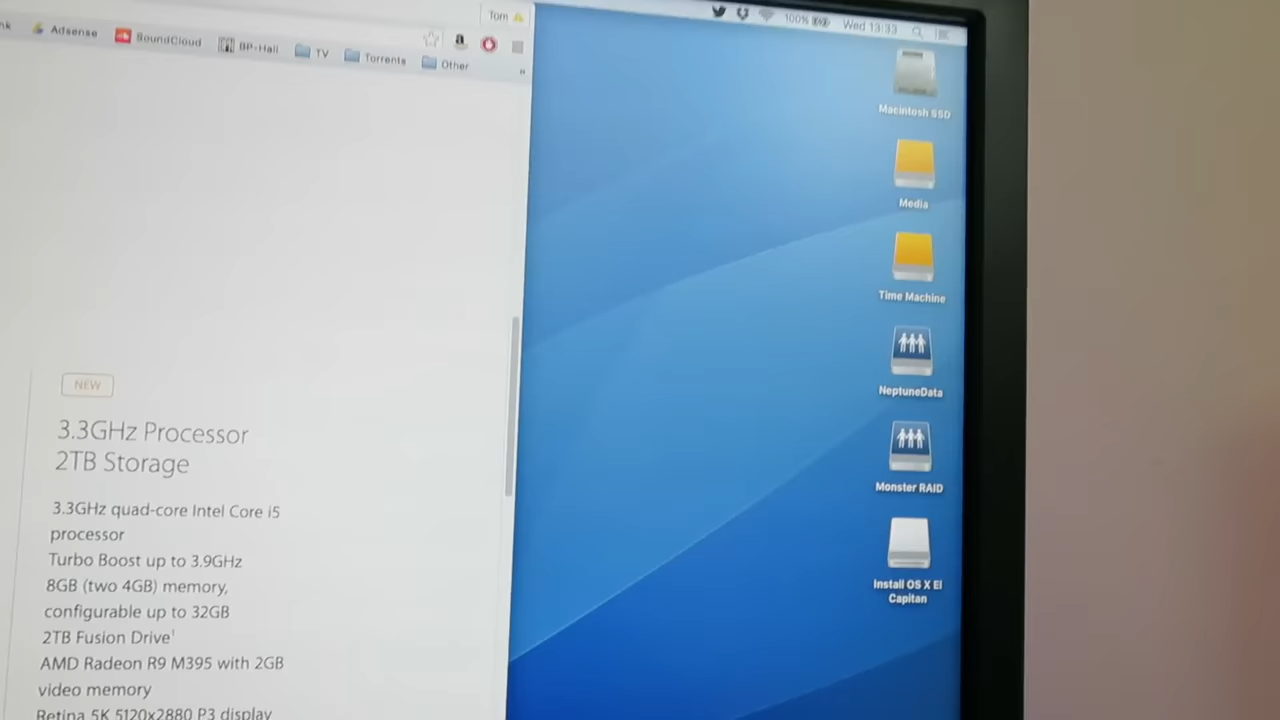 Tom
100%
Wed 13:33
Adsense
SoundCloud
BP-Hall
TV
Torrents
Other
»
Macintosh SSD
Media
Time Machine
NeptuneData
Monster RAID
Install OS X El
Capitan
NEW
3.3GHz Processor
2TB Storage
3.3GHz quad-core Intel Core i5
processor
Turbo Boost up to 3.9GHz
8GB (two 4GB) memory,
configurable up to 32GB
2TB Fusion Drive¹
AMD Radeon R9 M395 with 2GB
video memory
Retina 5K 5120x2880 P3 display